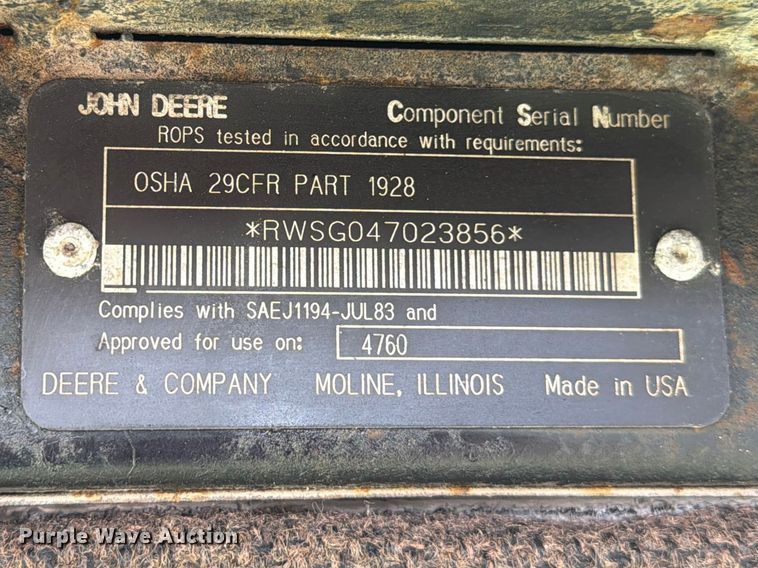 JOHN DEERE Component Serial Number
ROPS tested in accordance with requirements:
OSHA 29CFR PART 1928
*RWSG047023856*
Complies with SAEJ1194-JUL83 and
Approved for use on: 4760
DEERE & COMPANY MOLINE, ILLINOIS Made in USA
Purple Wave Auction®